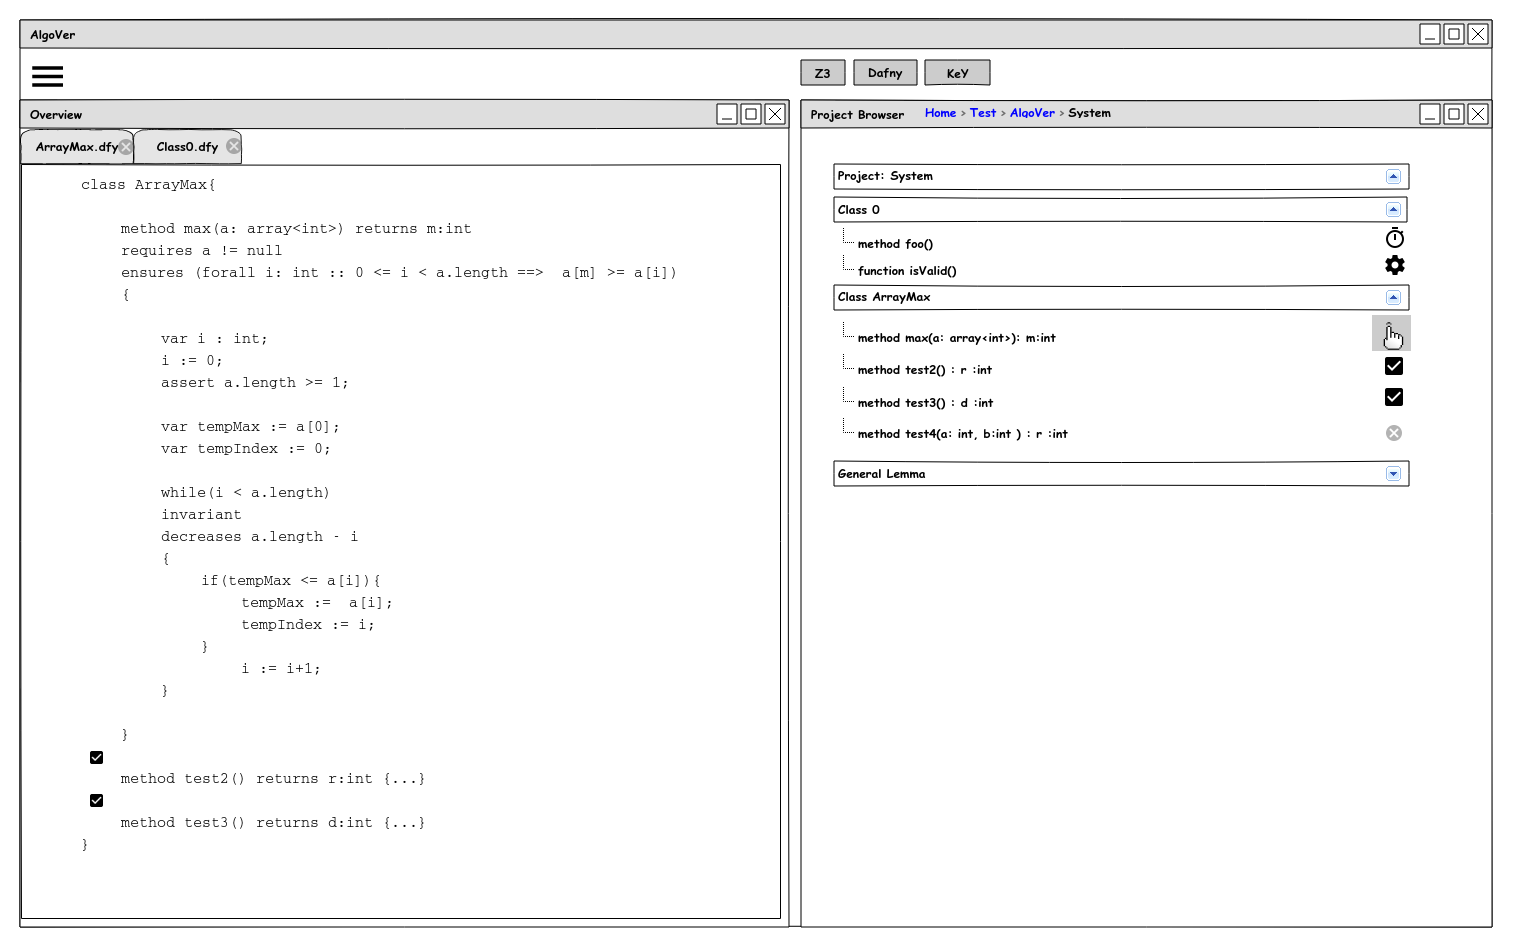 AlgoVer
Z3
Dafny
KeY
Overview
ArrayMax.dfy
Class0.dfy
class ArrayMax{
method max(a: array<int>) returns m:int
requires a != null
ensures (forall i: int :: 0 <= i < a.length ==>  a[m] >= a[i])
{
var i : int;
i := 0;
assert a.length >= 1;
var tempMax := a[0];
var tempIndex := 0;
while(i < a.length)
invariant
decreases a.length - i
{
if(tempMax <= a[i]){
tempMax :=  a[i];
tempIndex := i;
}
i := i+1;
}
}
method test2() returns r:int {...}
method test3() returns d:int {...}
}
Project Browser
Home > Test > AlgoVer > System
Project: System
Class 0
method foo()
function isValid()
Class ArrayMax
method max(a: array<int>): m:int
method test2() : r :int
method test3() : d :int
method test4(a: int, b:int ) : r :int
General Lemma